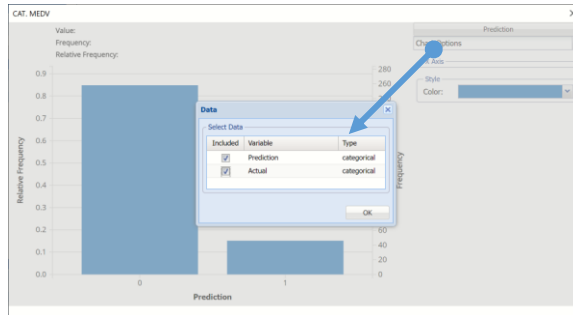 CAT. MEDV
Value:
Frequency:
Relative Frequency:
Prediction
X Axis
Style
Color:
0.9
0.8
0.7
0.6
0.5
0.4
0.3
0.2
0.1
0.0
Relative Frequency
280
260
60
40
20
0
Frequency
0
1
Prediction
Data
Select Data
Included Variable Type
Prediction categorical
Actual categorical
OK